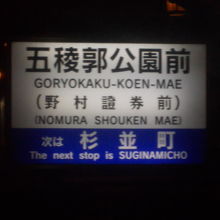 五稜郭公園前
GORYOKAKU-KOEN-MAE
(野村證券前)
(NOMURA SHOUKEN MAE)
次は 杉並町
The next stop is SUGINAMICHO